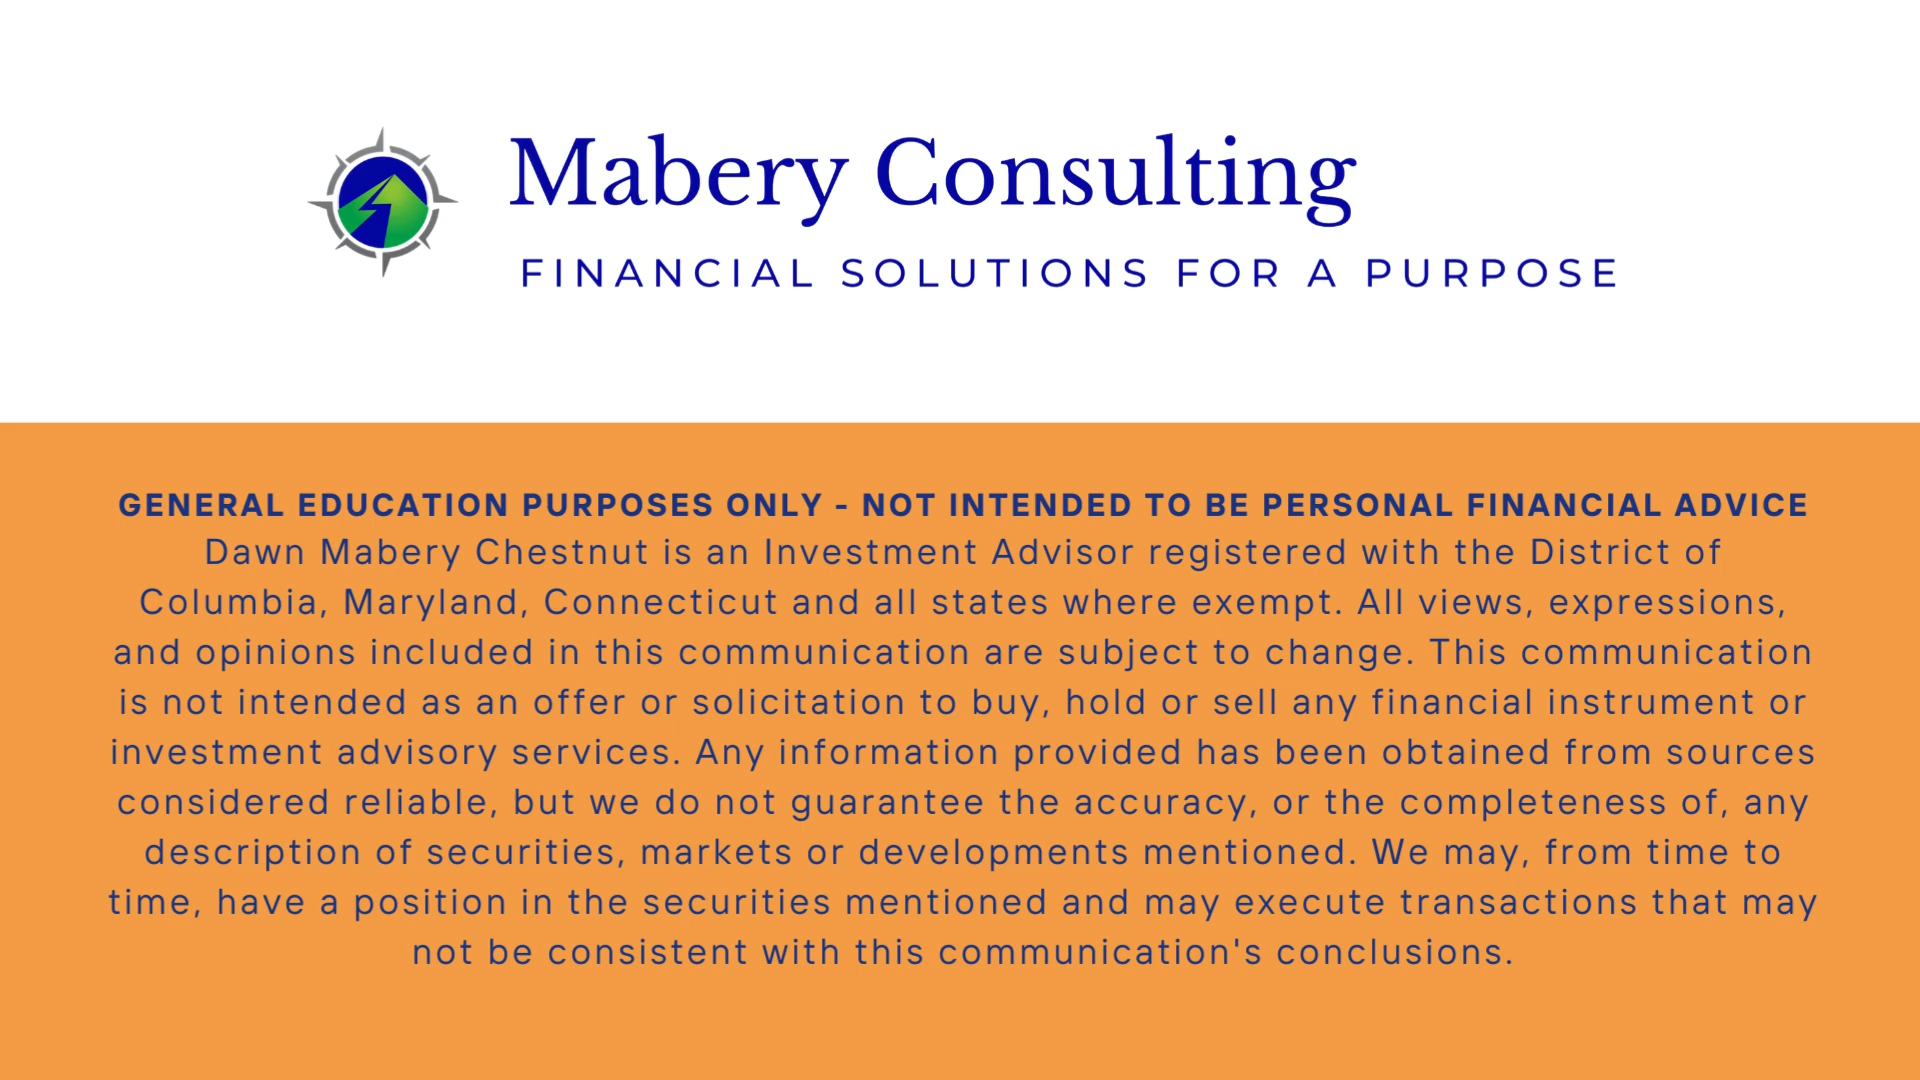 Mabery Consulting
FINANCIAL SOLUTIONS FOR A PURPOSE
GENERAL EDUCATION PURPOSES ONLY - NOT INTENDED TO BE PERSONAL FINANCIAL ADVICE
Dawn Mabery Chestnut is an Investment Advisor registered with the District of
Columbia, Maryland, Connecticut and all states where exempt. All views, expressions,
and opinions included in this communication are subject to change. This communication
is not intended as an offer or solicitation to buy, hold or sell any financial instrument or
investment advisory services. Any information provided has been obtained from sources
considered reliable, but we do not guarantee the accuracy, or the completeness of, any
description of securities, markets or developments mentioned. We may, from time to
time, have a position in the securities mentioned and may execute transactions that may
not be consistent with this communication's conclusions.